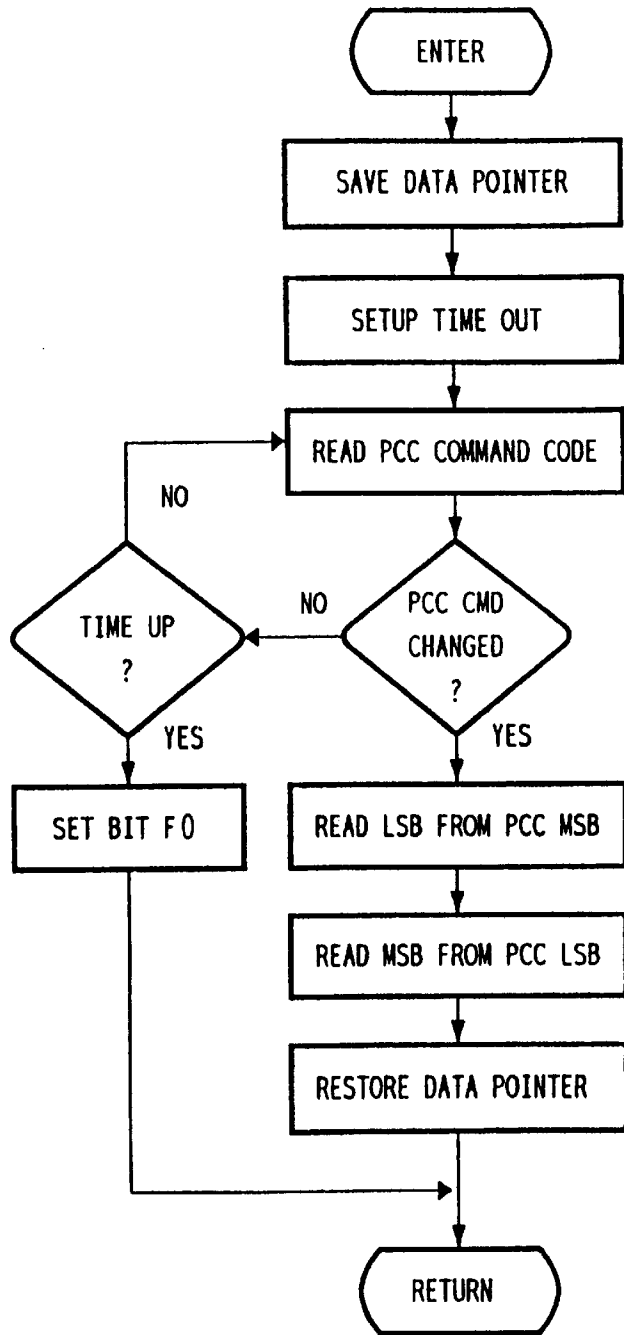 ENTER
SAVE DATA POINTER
SETUP TIME OUT
READ PCC COMMAND CODE
NO
TIME UP
?
NO
PCC CMD
CHANGED
?
YES
YES
SET BIT F0
READ LSB FROM PCC MSB
READ MSB FROM PCC LSB
RESTORE DATA POINTER
RETURN